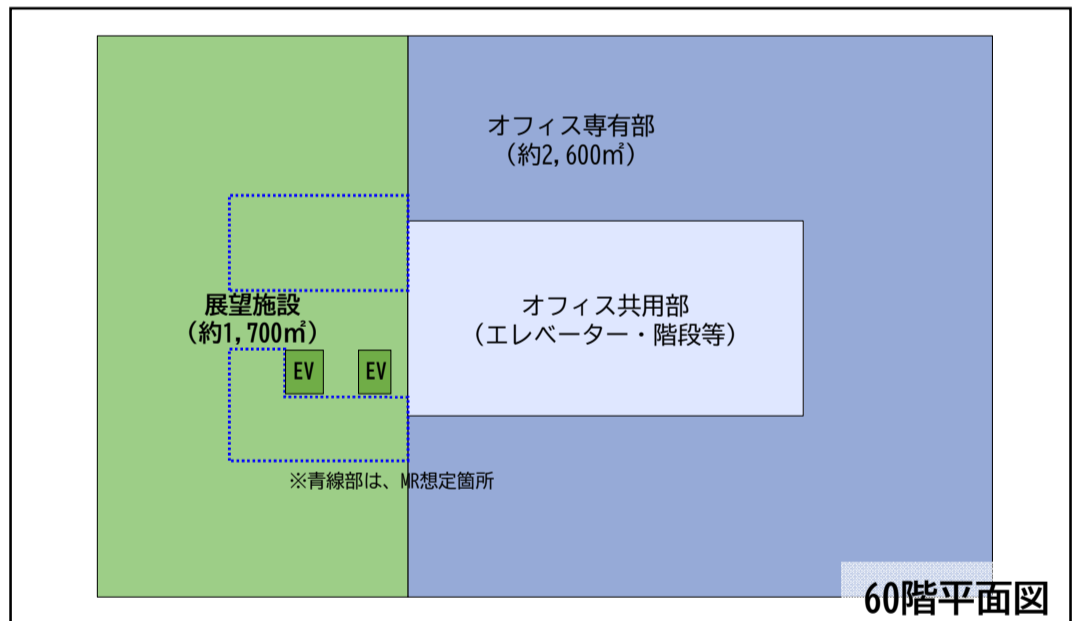 オフィス専有部
（約2,600㎡）
展望施設
（約1,700㎡）
オフィス共用部
（エレベーター・階段等）
EV
EV
※青線部は、MR想定箇所
60階平面図